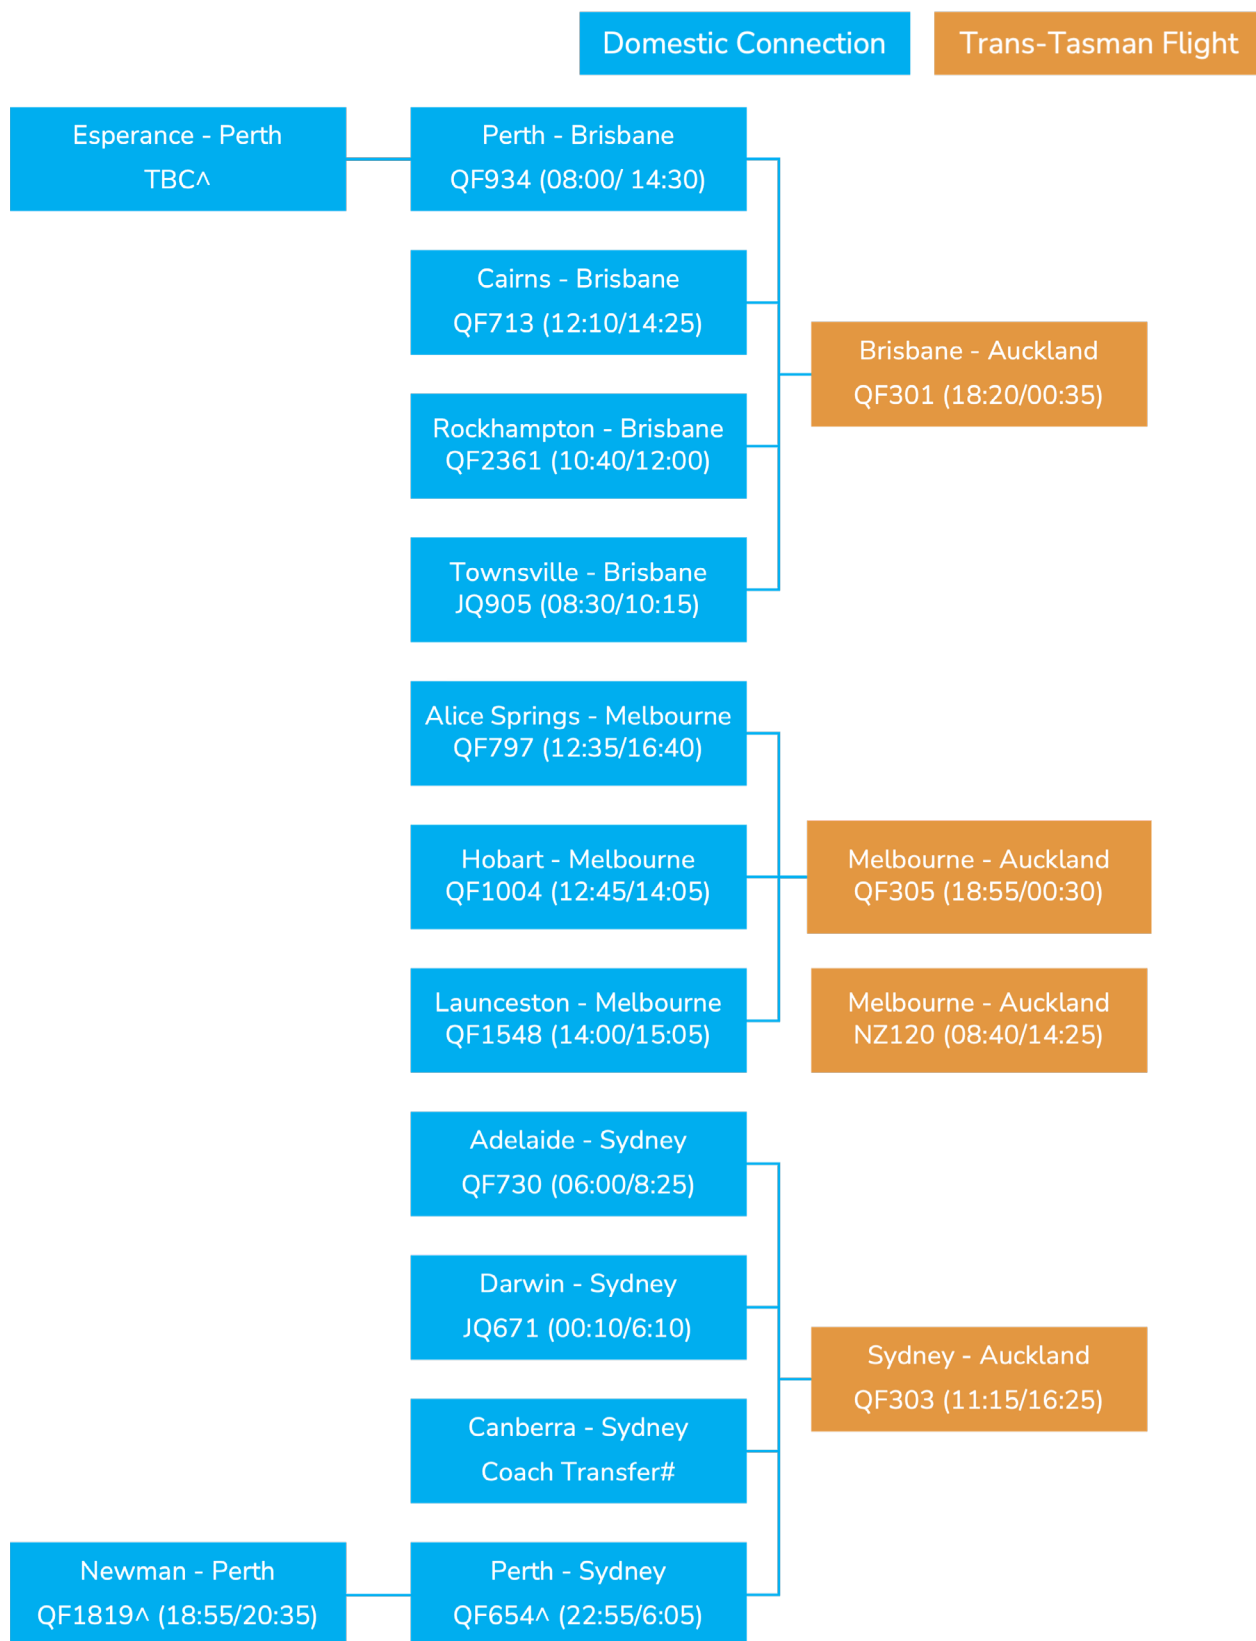 Domestic Connection
Trans-Tasman Flight
Esperance - Perth
TBC^
Perth - Brisbane
QF934 (08:00/ 14:30)
Cairns - Brisbane
QF713 (12:10/14:25)
Brisbane - Auckland
QF301 (18:20/00:35)
Rockhampton - Brisbane
QF2361 (10:40/12:00)
Townsville - Brisbane
JQ905 (08:30/10:15)
Alice Springs - Melbourne
QF797 (12:35/16:40)
Hobart - Melbourne
QF1004 (12:45/14:05)
Melbourne - Auckland
QF305 (18:55/00:30)
Launceston - Melbourne
QF1548 (14:00/15:05)
Melbourne - Auckland
NZ120 (08:40/14:25)
Adelaide - Sydney
QF730 (06:00/8:25)
Darwin - Sydney
JQ671 (00:10/6:10)
Sydney - Auckland
QF303 (11:15/16:25)
Canberra - Sydney
Coach Transfer#
Newman - Perth
QF1819^ (18:55/20:35)
Perth - Sydney
QF654^ (22:55/6:05)